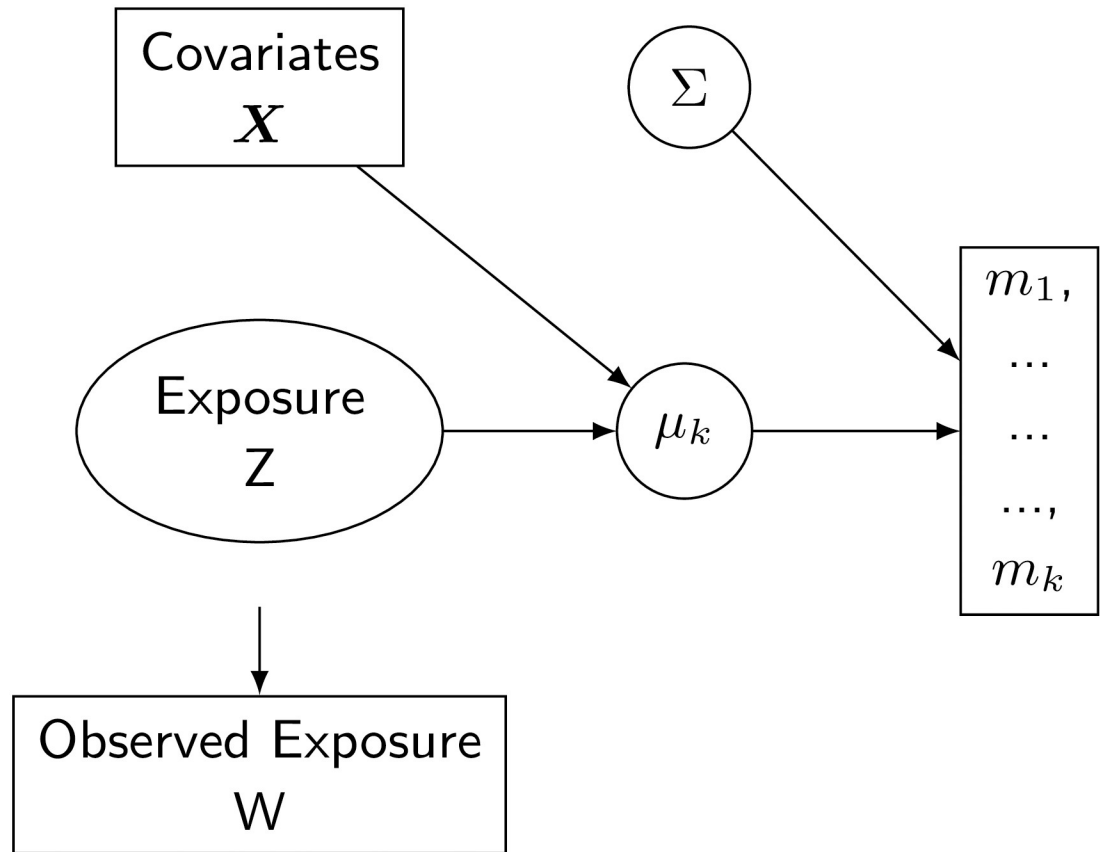 Covariates
X
Σ
m₁,
...
Exposure
Z
μₖ
...
...,
mₖ
Observed Exposure
W